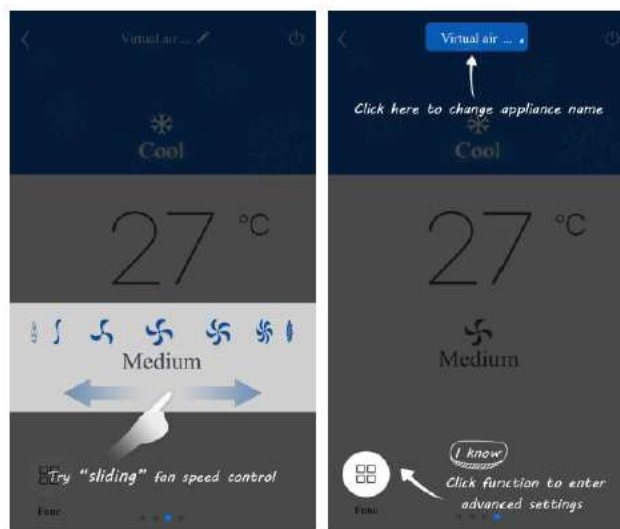 Virtual air ...
Cool
27 °C
Medium
Try "sliding" fan speed control
Func
Virtual air ...
Click here to change appliance name
Cool
27 °C
Medium
I know
Click function to enter
advanced settings
Func